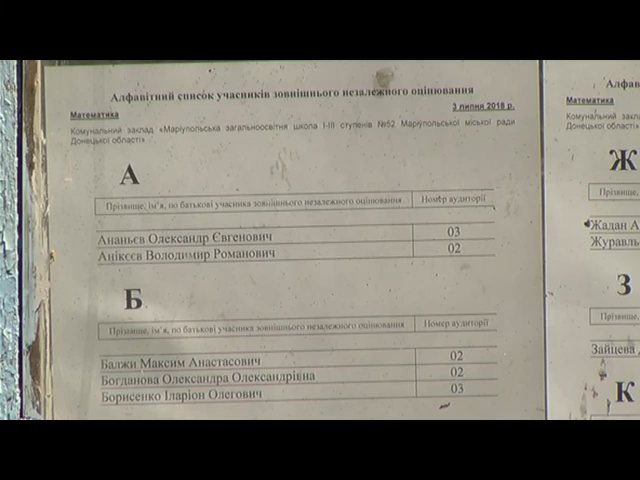 Алфавітний список учасників зовнішнього незалежного оцінювання
3 липня 2018 р.
Математика
Комунальний заклад «Маріупольська загальноосвітня школа І-ІІІ ступенів №52 Маріупольської міської ради
Донецької області»
А
Прізвище, ім'я, по батькові учасника зовнішнього незалежного оцінювання Номер аудиторії
Ананьєв Олександр Євгенович 03
Анікєєв Володимир Романович 02
Б
Прізвище, ім'я, по батькові учасника зовнішнього незалежного оцінювання Номер аудиторії
Балжи Максим Анастасович 02
Богданова Олександра Олександрівна 02
Борисенко Іларіон Олегович 03
Математика
Комунальний
Донецької області»
Ж
Прізвище,
Жадан А
З
Прізвище,
Зайцева
К